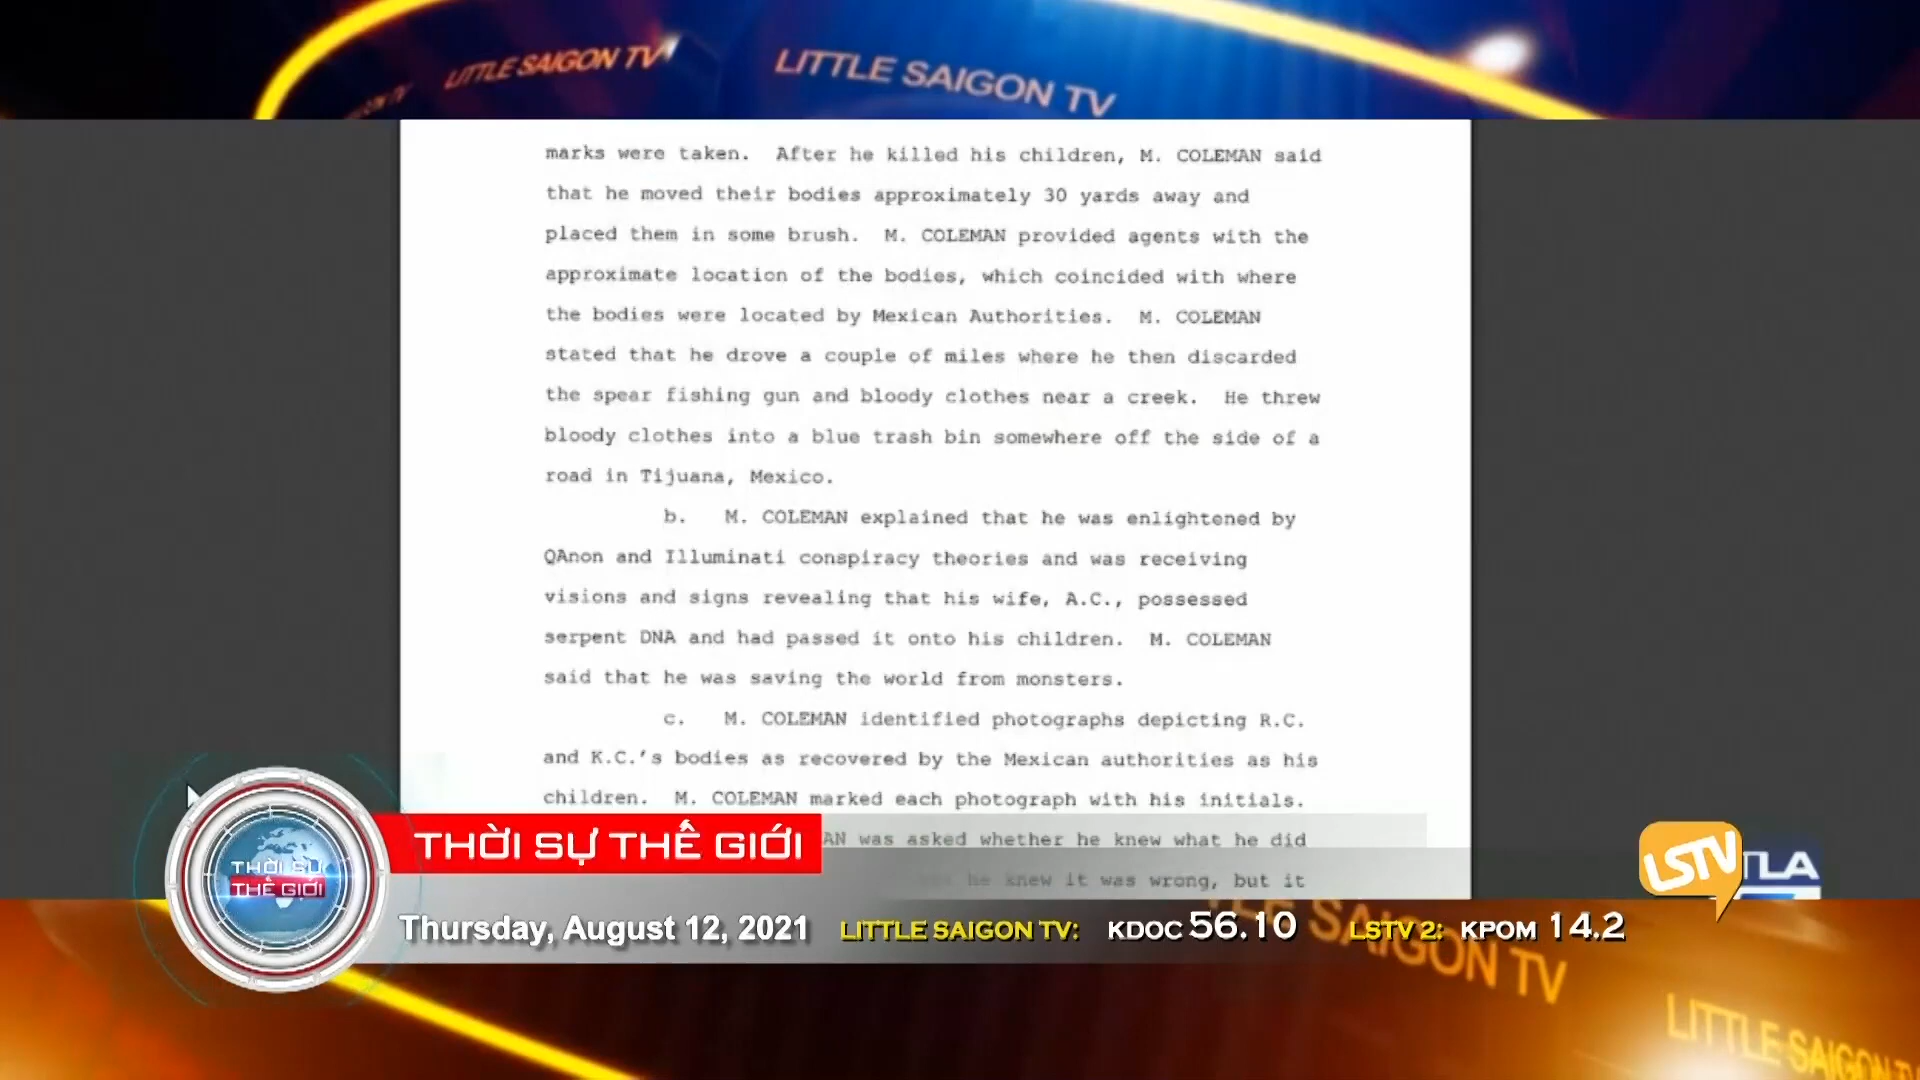 LITTLE SAIGON TV
LITTLE SAIGON TV
marks were taken. After he killed his children, M. COLEMAN said
that he moved their bodies approximately 30 yards away and
placed them in some brush. M. COLEMAN provided agents with the
approximate location of the bodies, which coincided with where
the bodies were located by Mexican Authorities. M. COLEMAN
stated that he drove a couple of miles where he then discarded
the spear fishing gun and bloody clothes near a creek. He threw
bloody clothes into a blue trash bin somewhere off the side of a
road in Tijuana, Mexico.
b. M. COLEMAN explained that he was enlightened by
QAnon and Illuminati conspiracy theories and was receiving
visions and signs revealing that his wife, A.C., possessed
serpent DNA and had passed it onto his children. M. COLEMAN
said that he was saving the world from monsters.
c. M. COLEMAN identified photographs depicting R.C.
and K.C.'s bodies as recovered by the Mexican authorities as his
children. M. COLEMAN marked each photograph with his initials.
AN was asked whether he knew what he did
he knew it was wrong, but it
THỜI SỰ THẾ GIỚI
THỜI SỰ
THẾ GIỚI
LSTV
TLA
Thursday, August 12, 2021 LITTLE SAIGON TV: KDOC 56.10 LSTV 2: KPOM 14.2
SAIGON TV
LITTLE SAIGON TV